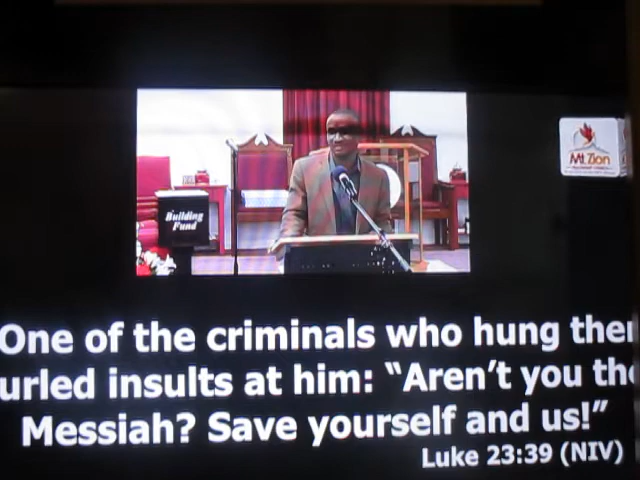 Building
Fund
Mt. Zion
One of the criminals who hung ther
urled insults at him: “Aren’t you the
Messiah? Save yourself and us!”
Luke 23:39 (NIV)